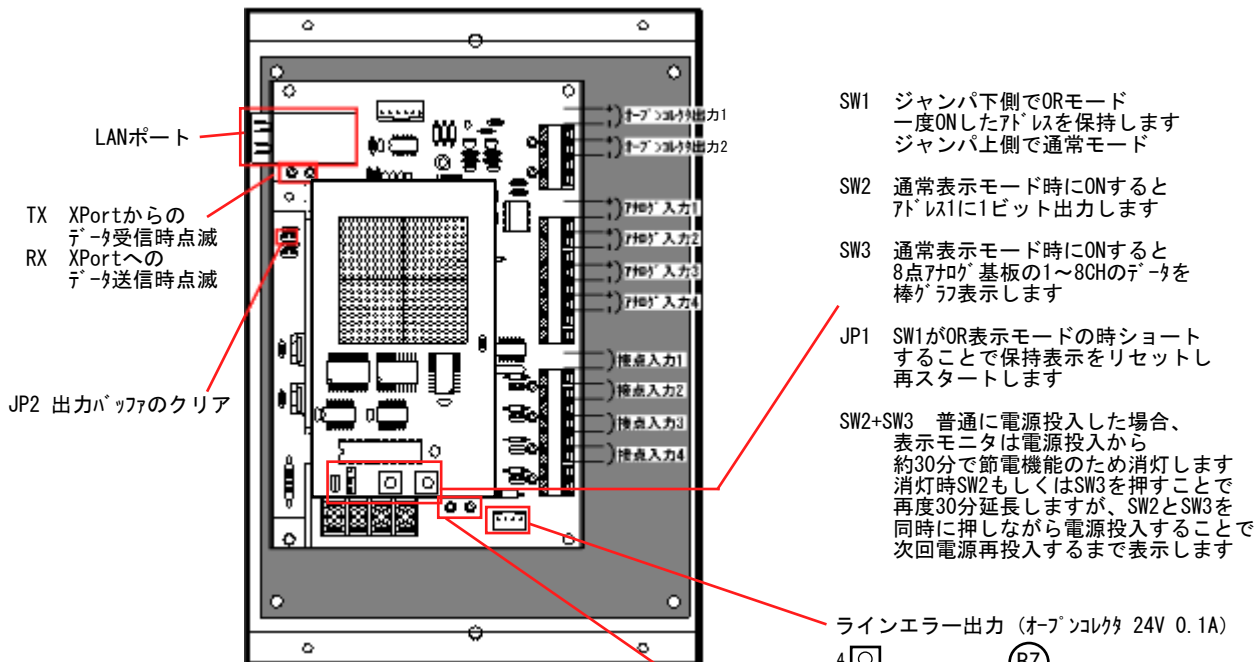 LANポート
TX XPortからの
ﾃﾞｰﾀ受信時点滅
RX XPortへの
ﾃﾞｰﾀ送信時点滅
JP2 出力ﾊﾞｯﾌｧのクリア
ｵｰﾌﾟﾝｺﾚｸﾀ出力1
ｵｰﾌﾟﾝｺﾚｸﾀ出力2
ｱﾅﾛｸﾞ入力1
ｱﾅﾛｸﾞ入力2
ｱﾅﾛｸﾞ入力3
ｱﾅﾛｸﾞ入力4
接点入力1
接点入力2
接点入力3
接点入力4
SW1 ジャンパ下側でORモード
一度ONしたｱﾄﾞﾚｽを保持します
ジャンパ上側で通常モード
SW2 通常表示モード時にONすると
ｱﾄﾞﾚｽ1に1ビット出力します
SW3 通常表示モード時にONすると
8点ｱﾅﾛｸﾞ基板の1～8CHのﾃﾞｰﾀを
棒ｸﾞﾗﾌ表示します
JP1 SW1がOR表示モードの時ショート
することで保持表示をリセットし
再スタートします
SW2+SW3 普通に電源投入した場合、
表示モニタは電源投入から
約30分で節電機能のため消灯します
消灯時SW2もしくはSW3を押すことで
再度30分延長しますが、SW2とSW3を
同時に押しながら電源投入することで
次回電源再投入するまで表示します
ラインエラー出力 (ｵｰﾌﾟﾝｺﾚｸﾀ 24V 0.1A)
4
BZ